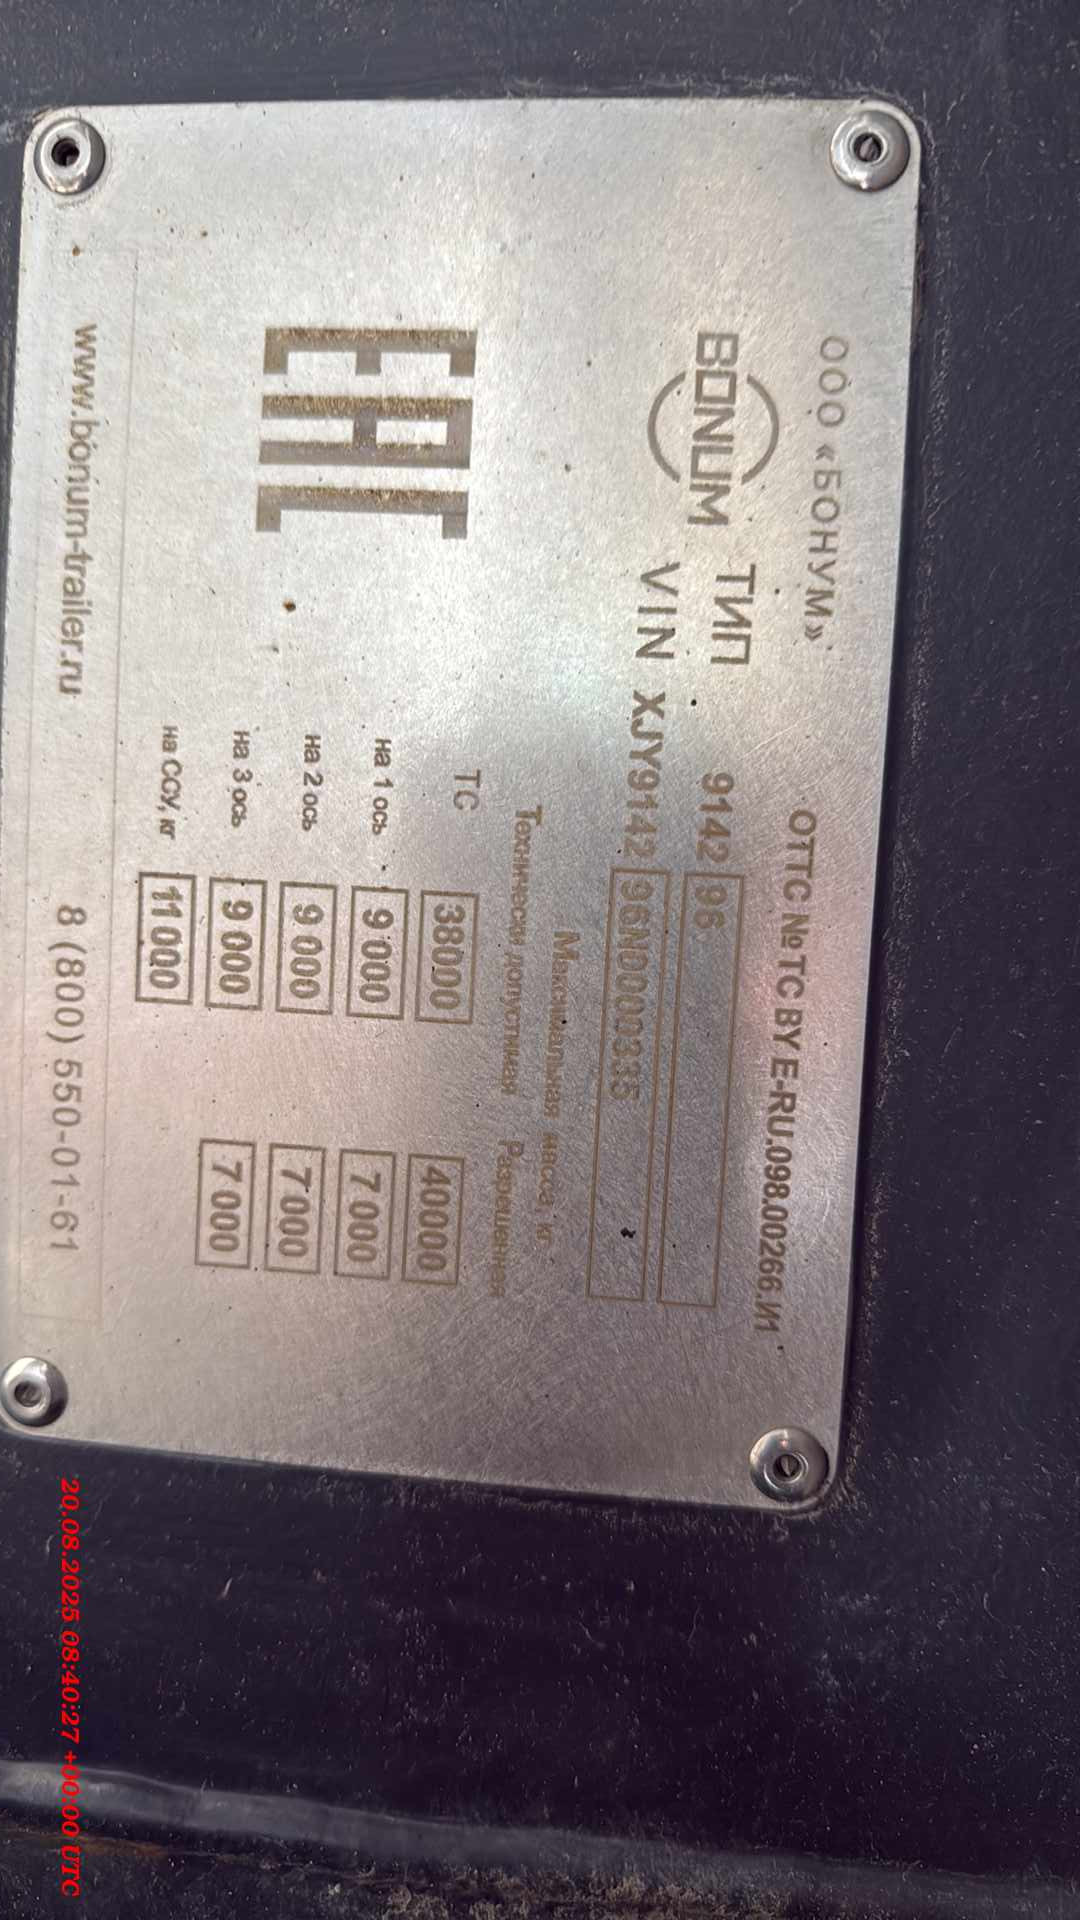 ООО «БОНУМ» ОТТС № ТС BY E-RU.098.00266.И1
BONUM ТИП 9142 96
VIN XJY9142 96N0000335
Максимальная масса, кг
Технически допустимая Разрешенная
ТС 38000 40000
на 1 ось 9 000 7 000
на 2 ось 9 000 7 000
на 3 ось 9 000 7 000
на ССУ, кг 11 000
EAC
www.bonum-trailer.ru 8 (800) 550-01-61
20.08.2025 08:40:27 +00:00 UTC